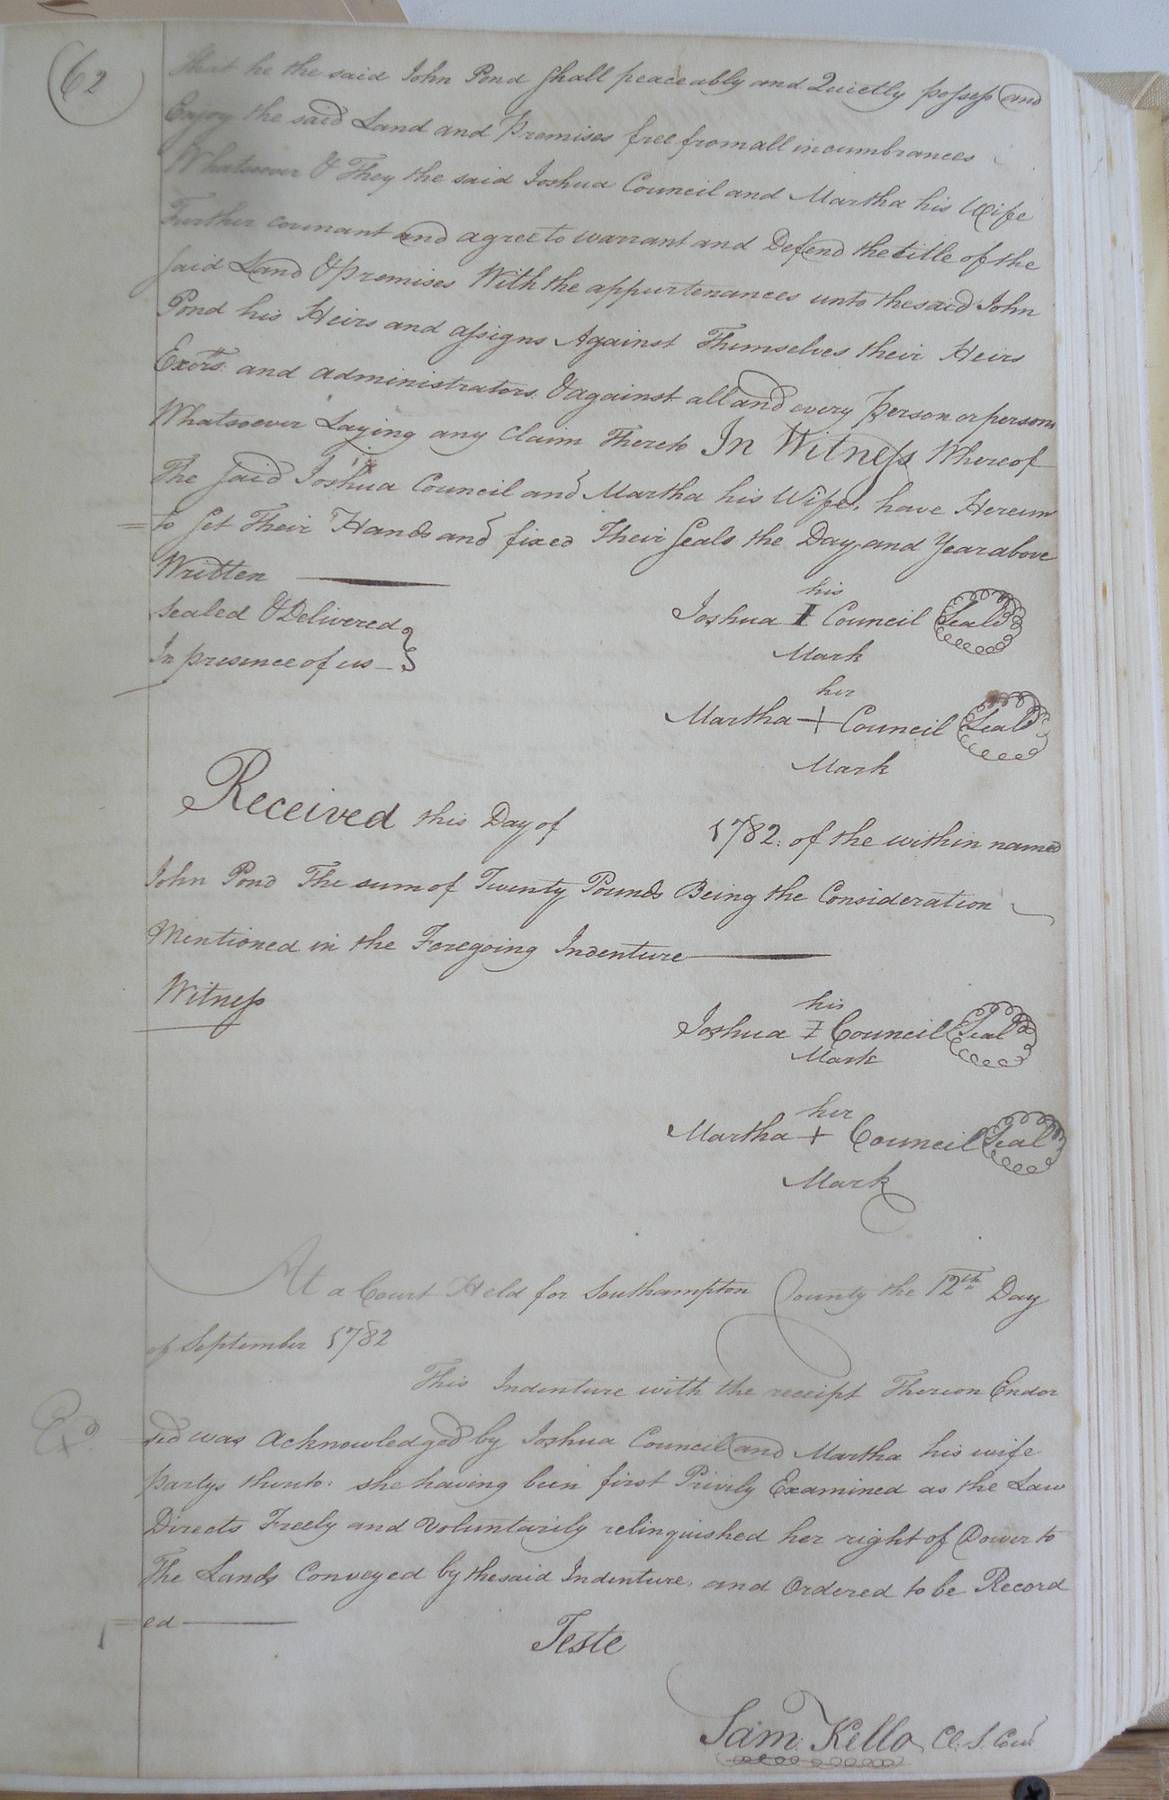 62
that he the said John Pond shall peaceably and Quietly possess and
Enjoy the said Land and Premises free from all incumbrances
Whatsoever & They the said Joshua Council and Martha his Wife
Further covnant and agree to warrant and Defend the title of the
said Land & premises With the appurtenances unto the said John
Pond his Heirs and assigns Against Themselves their Heirs
Exors. and administrators & against all and every person or persons
Whatsoever Laying any Claim Thereto In Witness Whereof
The said Joshua Council and Martha his Wife, have Hereun
=to set Their Hands and fixed Their Seals the Day and Year above
Written
Sealed & Delivered
In presence of us
his
Joshua I Council Seal
Mark
her
Martha + Council Seal
Mark
Received this Day of 1782. of the within named
John Pond The sum of Twenty Pounds Being the Consideration
Mentioned in the Foregoing Indenture
Witness
his
Joshua I Council Seal
Mark
her
Martha + Council Seal
Mark
At a Court Held for Southampton County the 12th Day
of September 1782
This Indenture with the receipt Thereon Endor
Exd.
=sed was Acknowledged by Joshua Council and Martha his wife
partys thereto. she having been first Privily Examined as the Law
Directs Freely and Voluntarily relinquished her right of Dower to
The Lands Conveyed by the said Indenture, and Ordered to be Record
=ed
Teste
Sam. Kello Cl. S. Cou